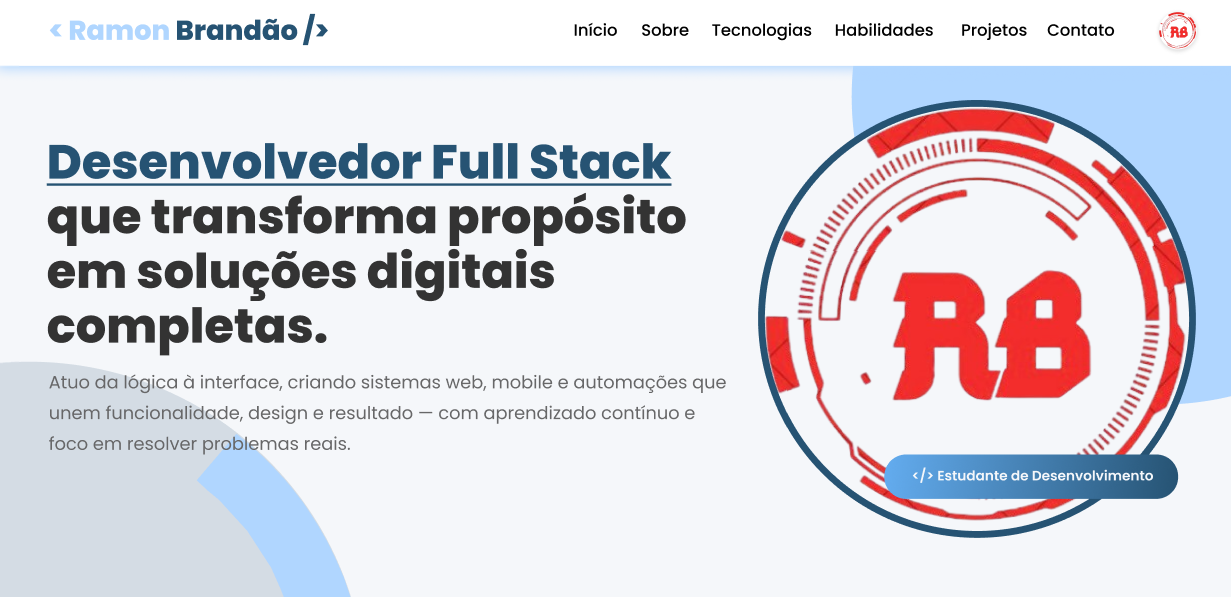 < Ramon Brandão />
Início Sobre Tecnologias Habilidades Projetos Contato
RB
Desenvolvedor Full Stack
que transforma propósito
em soluções digitais
completas.
Atuo da lógica à interface, criando sistemas web, mobile e automações que
unem funcionalidade, design e resultado — com aprendizado contínuo e
foco em resolver problemas reais.
RB
</> Estudante de Desenvolvimento